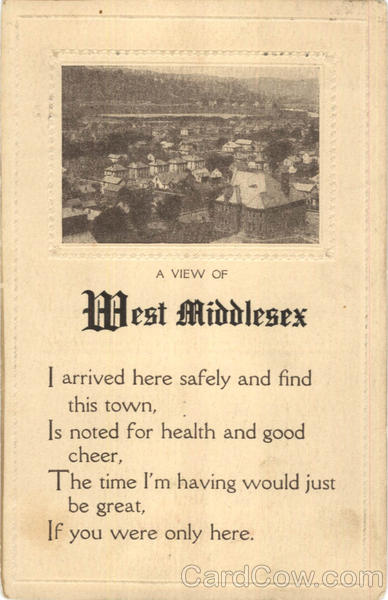 A VIEW OF
West Middlesex
I arrived here safely and find
this town,
Is noted for health and good
cheer,
The time I'm having would just
be great,
If you were only here.
CardCow.com